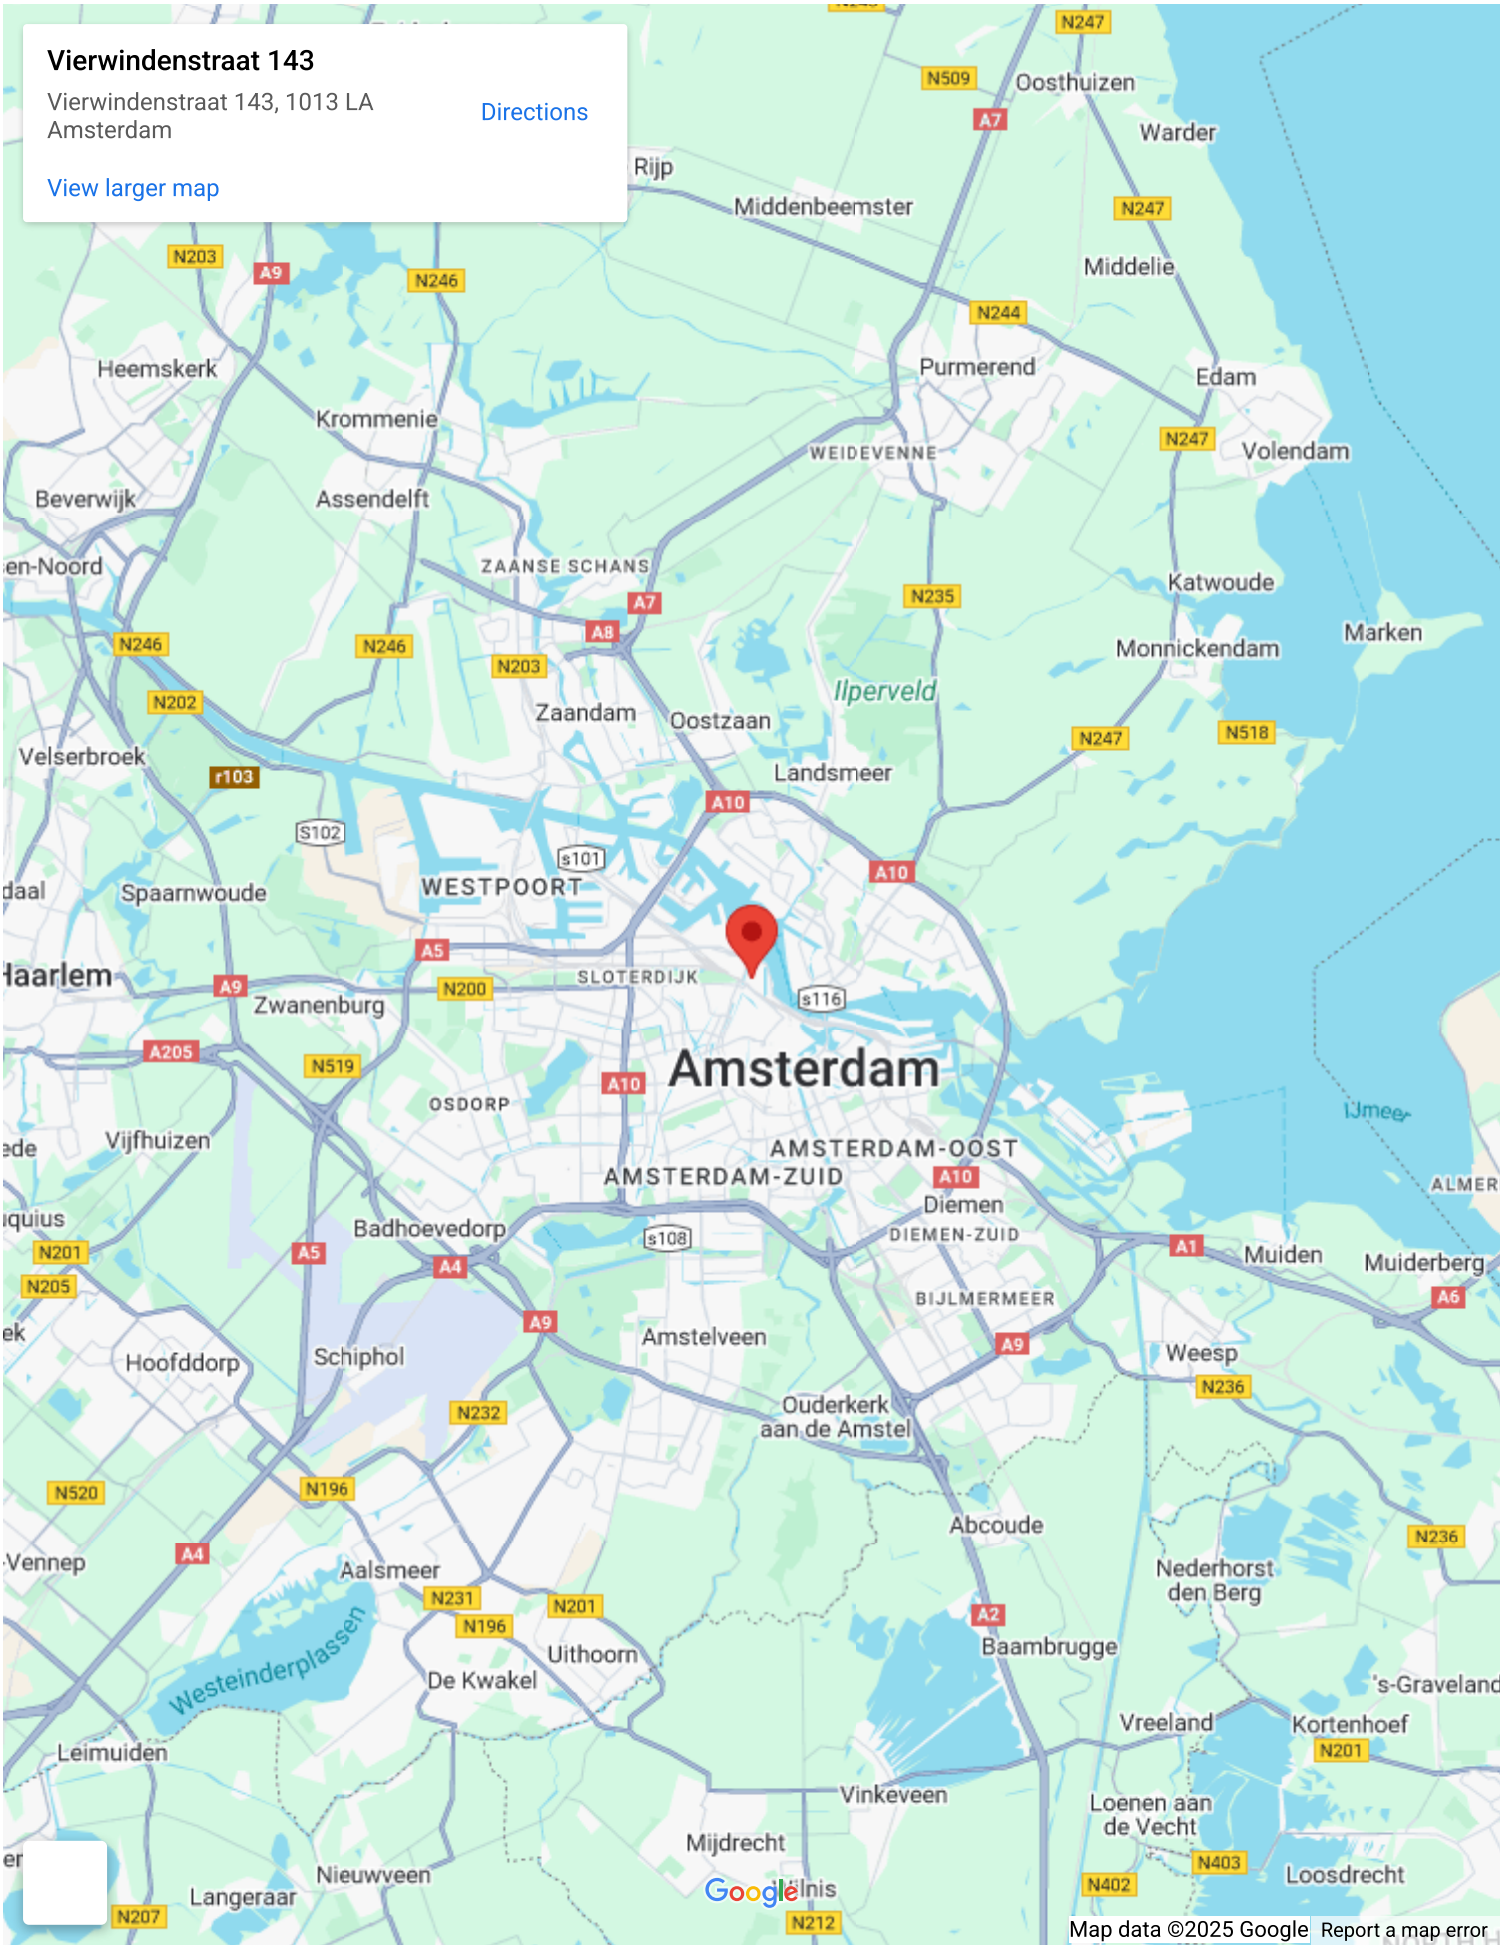 Vierwindenstraat 143
Vierwindenstraat 143, 1013 LA
Amsterdam
Directions
View larger map
N247
N509
Oosthuizen
A7
Warder
Rijp
Middenbeemster
N247
N203
A9
N246
Middelie
N244
Heemskerk
Purmerend
Edam
Krommenie
N247
WEIDEVENNE
Volendam
Beverwijk
Assendelft
en-Noord
ZAANSE SCHANS
Katwoude
N235
A7
A8
Marken
N246
N246
Monnickendam
N203
Ilperveld
N202
Zaandam
Oostzaan
N518
N247
Velserbroek
r103
Landsmeer
A10
S102
s101
A10
WESTPOORT
daal
Spaarnwoude
A5
Haarlem
SLOTERDIJK
A9
N200
s116
Zwanenburg
A205
N519
Amsterdam
A10
OSDORP
IJmeer
Vijfhuizen
ede
AMSTERDAM-OOST
AMSTERDAM-ZUID
A10
ALMER
Diemen
quius
Badhoevedorp
s108
DIEMEN-ZUID
N201
A5
A1
Muiden
Muiderberg
A4
N205
BIJLMERMEER
A6
A9
ek
Amstelveen
A9
Schiphol
Hoofddorp
Weesp
N236
Ouderkerk
aan de Amstel
N232
N196
N520
Abcoude
N236
A4
-Vennep
Aalsmeer
Nederhorst
den Berg
N231
N201
N196
A2
Westeinderplassen
Baambrugge
Uithoorn
De Kwakel
's-Graveland
Vreeland
Kortenhoef
Leimuiden
N201
Vinkeveen
Loenen aan
de Vecht
Mijdrecht
N403
er
Nieuwveen
Loosdrecht
N402
Google
ilnis
Langeraar
N207
N212
Map data ©2025 Google
Report a map error